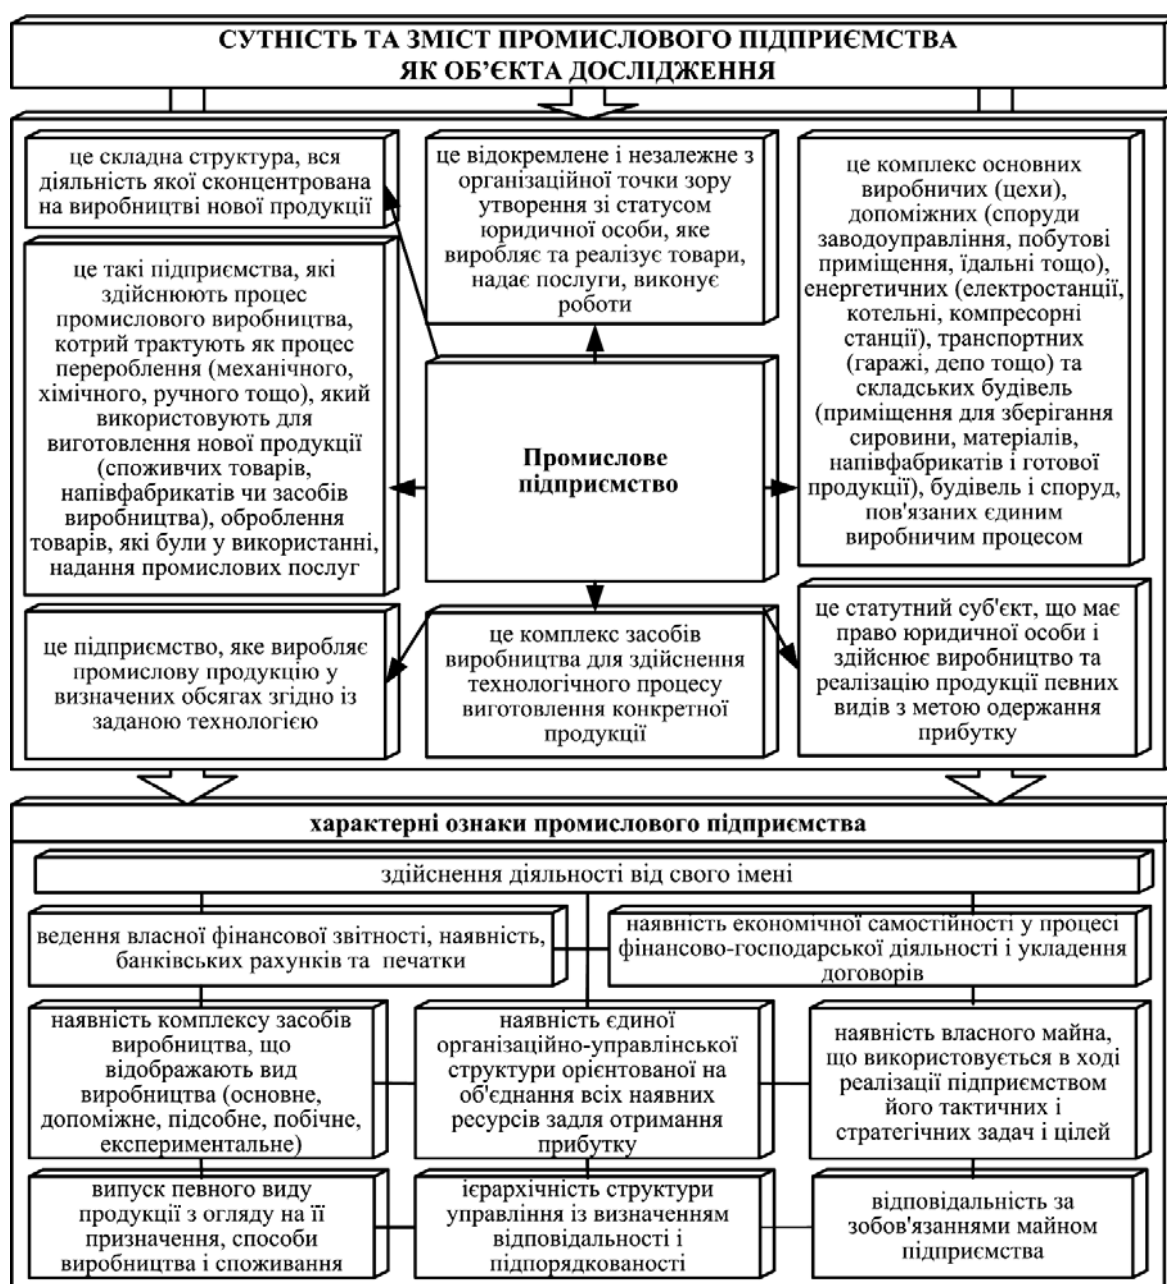 СУТНІСТЬ ТА ЗМІСТ ПРОМИСЛОВОГО ПІДПРИЄМСТВА
ЯК ОБ’ЄКТА ДОСЛІДЖЕННЯ
це складна структура, вся
діяльність якої сконцентрована
на виробництві нової продукції
це відокремлене і незалежне з
організаційної точки зору
утворення зі статусом
юридичної особи, яке
виробляє та реалізує товари,
надає послуги, виконує
роботи
це комплекс основних
виробничих (цехи),
допоміжних (споруди
заводоуправління, побутові
приміщення, їдальні тощо),
енергетичних (електростанції,
котельні, компресорні
станції), транспортних
(гаражі, депо тощо) та
складських будівель
(приміщення для зберігання
сировини, матеріалів,
напівфабрикатів і готової
продукції), будівель і споруд,
пов'язаних єдиним
виробничим процесом
це такі підприємства, які
здійснюють процес
промислового виробництва,
котрий трактують як процес
перероблення (механічного,
хімічного, ручного тощо), який
використовують для
виготовлення нової продукції
(споживчих товарів,
напівфабрикатів чи засобів
виробництва), оброблення
товарів, які були у використанні,
надання промислових послуг
Промислове
підприємство
це підприємство, яке виробляє
промислову продукцію у
визначених обсягах згідно із
заданою технологією
це комплекс засобів
виробництва для здійснення
технологічного процесу
виготовлення конкретної
продукції
це статутний суб'єкт, що має
право юридичної особи і
здійснює виробництво та
реалізацію продукції певних
видів з метою одержання
прибутку
характерні ознаки промислового підприємства
здійснення діяльності від свого імені
ведення власної фінансової звітності, наявність,
банківських рахунків та печатки
наявність економічної самостійності у процесі
фінансово-господарської діяльності і укладення
договорів
наявність комплексу засобів
виробництва, що
відображають вид
виробництва (основне,
допоміжне, підсобне, побічне,
експериментальне)
наявність єдиної
організаційно-управлінської
структури орієнтованої на
об'єднання всіх наявних
ресурсів задля отримання
прибутку
наявність власного майна,
що використовується в ході
реалізації підприємством
його тактичних і
стратегічних задач і цілей
випуск певного виду
продукції з огляду на її
призначення, способи
виробництва і споживання
ієрархічність структури
управління із визначенням
відповідальності і
підпорядкованості
відповідальність за
зобов'язаннями майном
підприємства